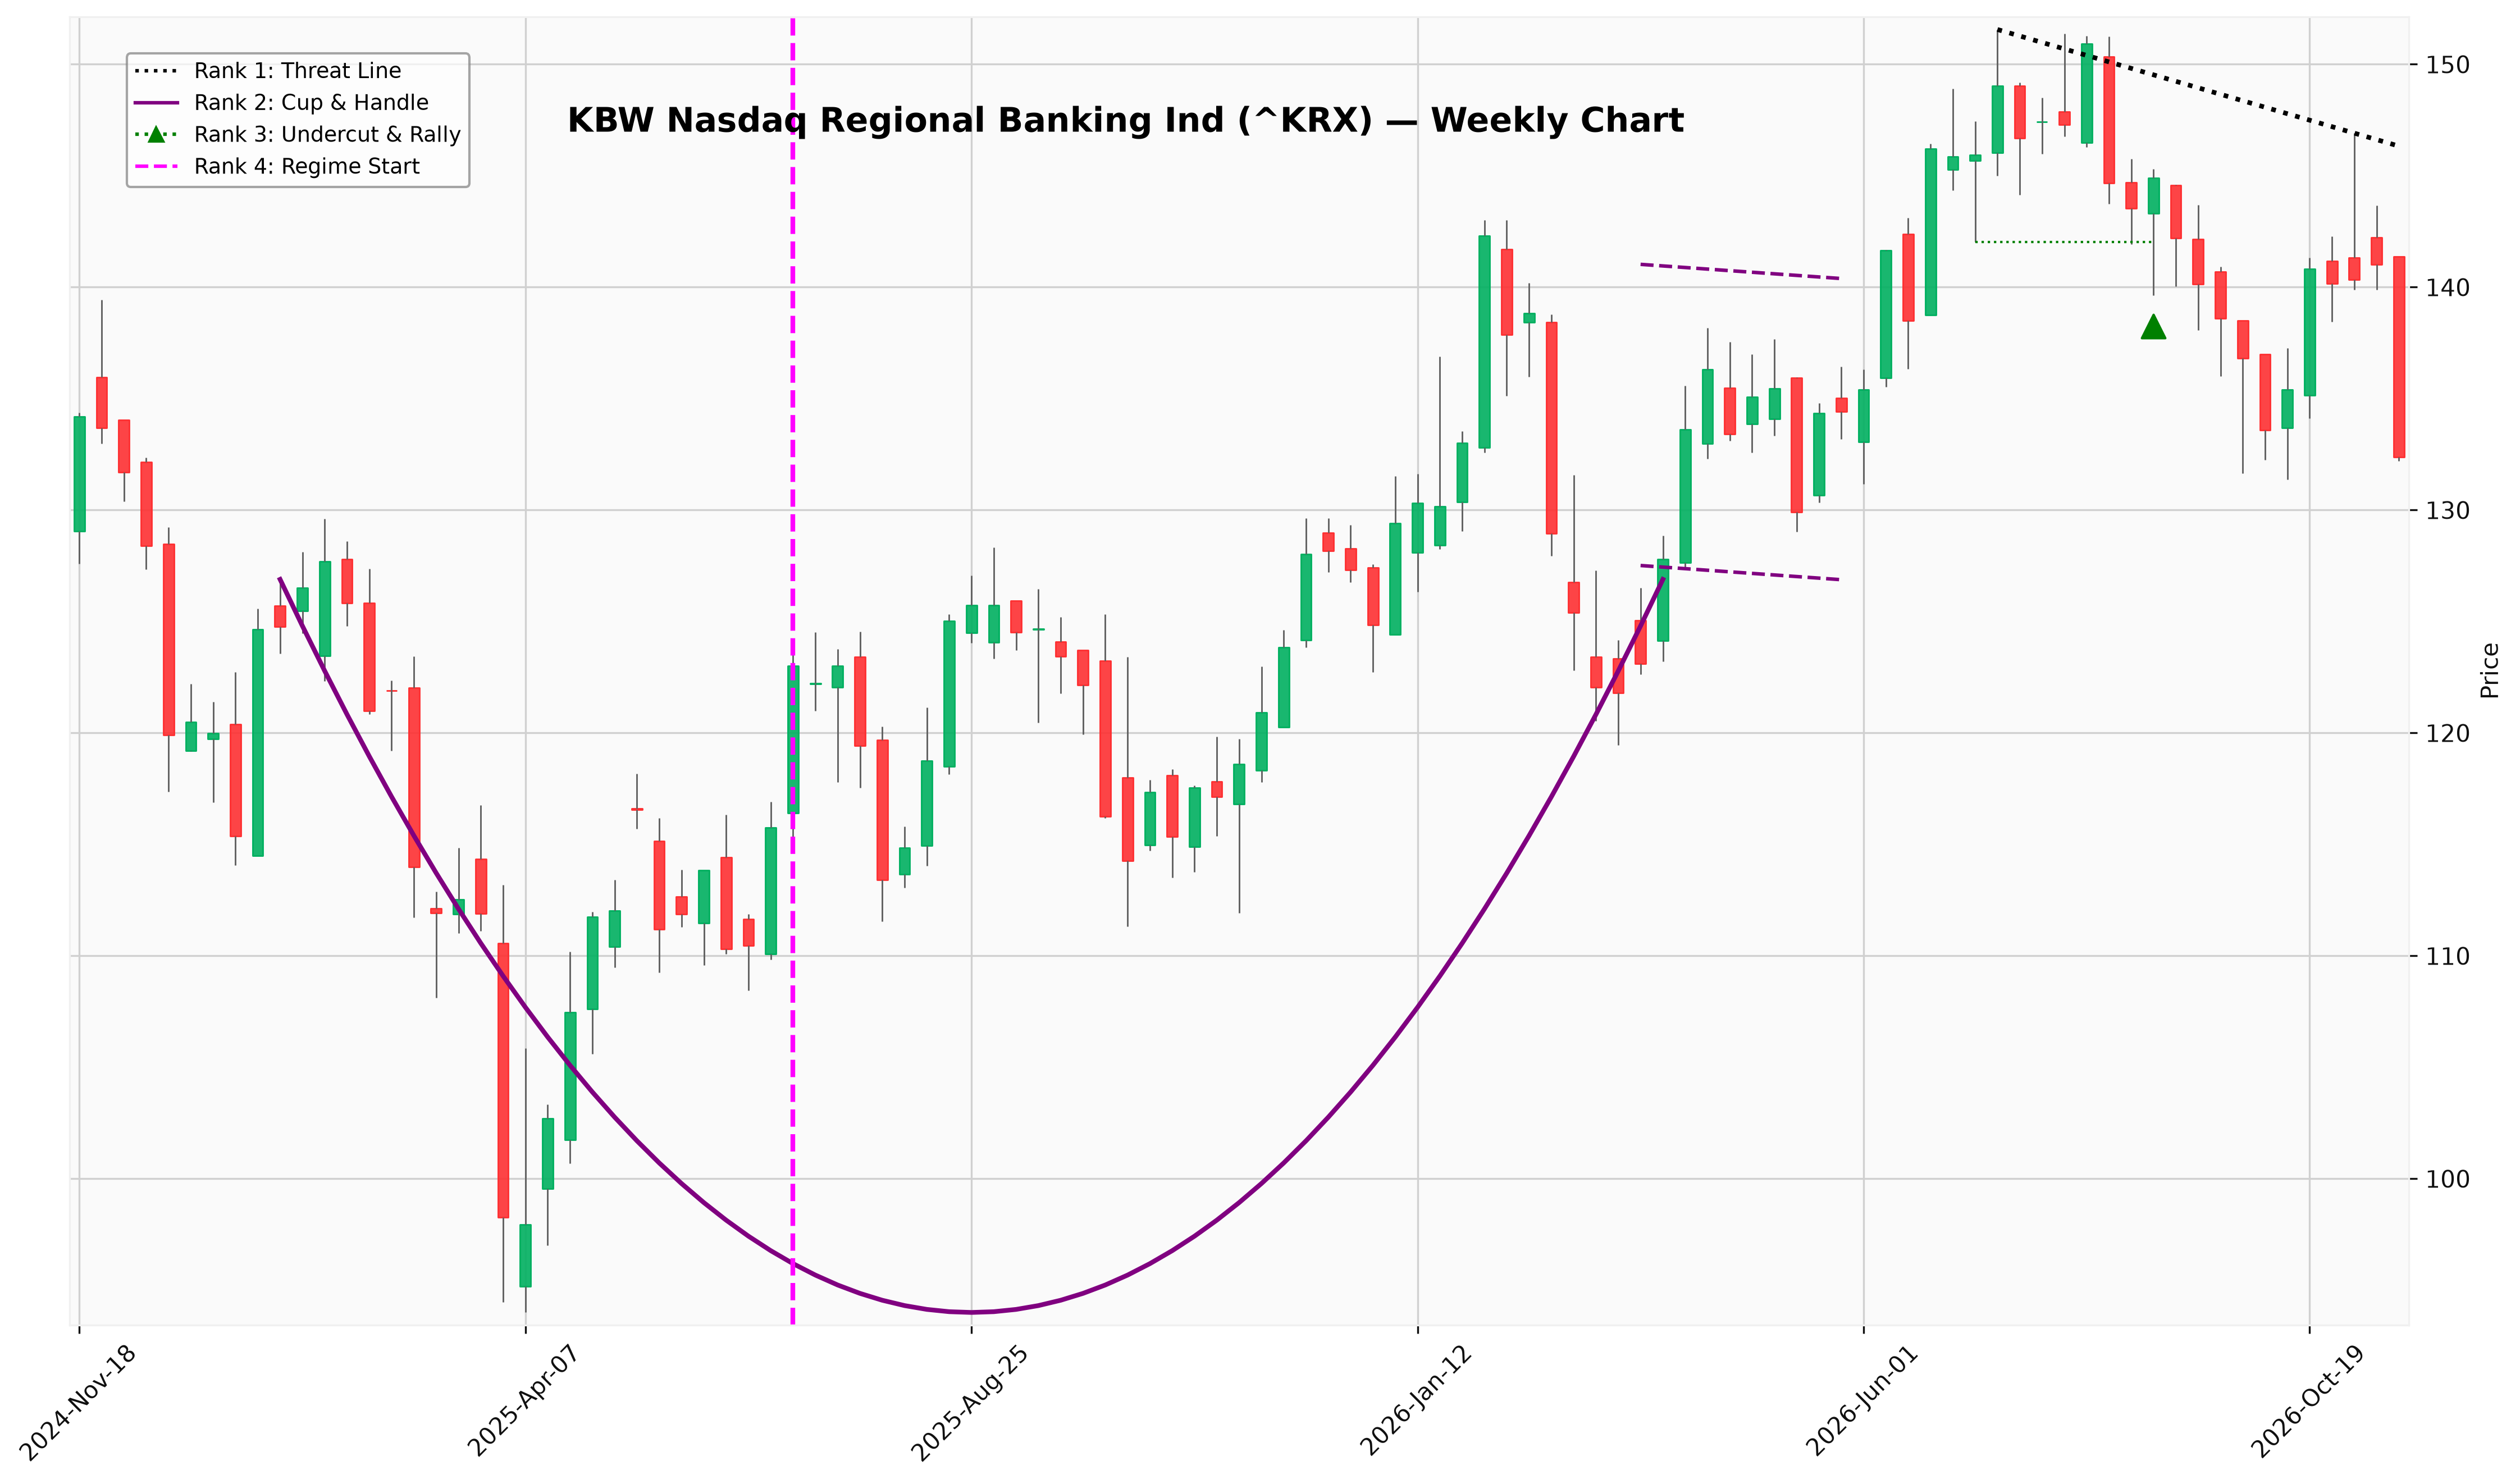 KBW Nasdaq Regional Banking Ind (^KRX) — Weekly Chart
Rank 1: Threat Line
Rank 2: Cup & Handle
Rank 3: Undercut & Rally
Rank 4: Regime Start
150
140
130
120
110
100
Price
2024-Nov-18
2025-Apr-07
2025-Aug-25
2026-Jan-12
2026-Jun-01
2026-Oct-19